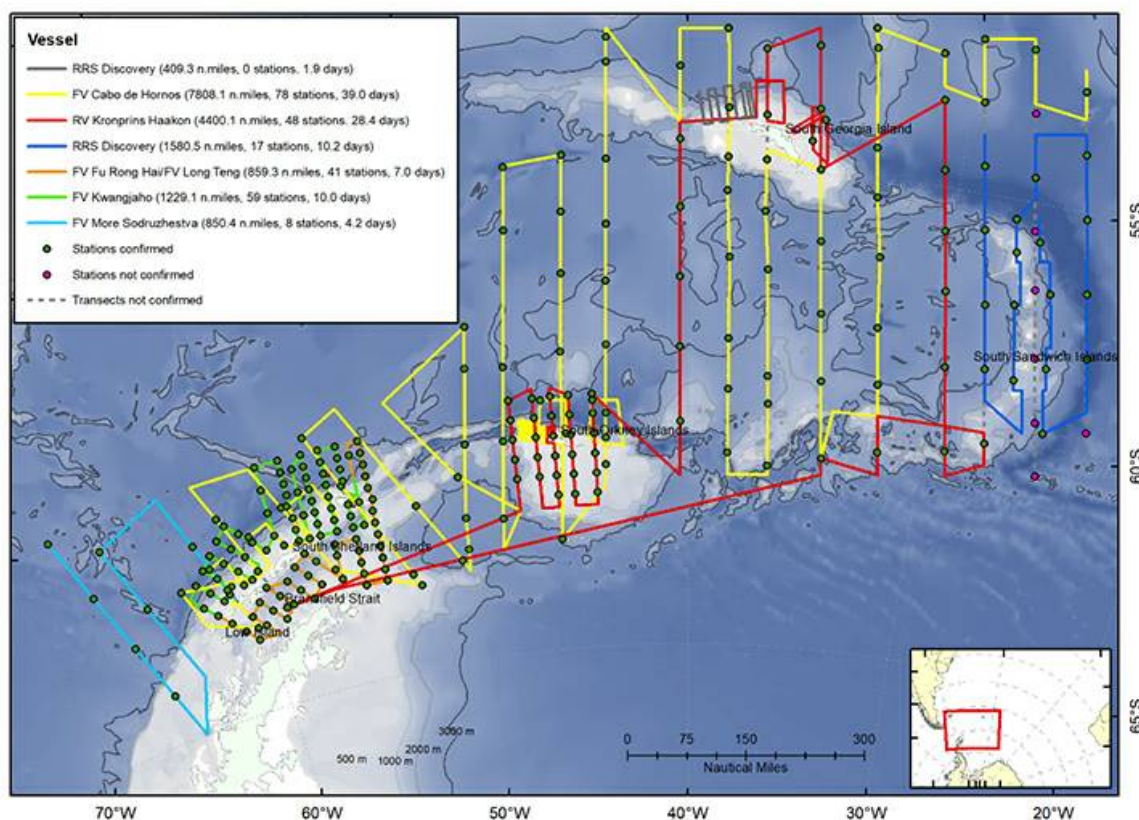 Vessel
RRS Discovery (409.3 n.miles, 0 stations, 1.9 days)
FV Cabo de Hornos (7808.1 n.miles, 78 stations, 39.0 days)
RV Kronprins Haakon (4400.1 n.miles, 48 stations. 28.4 days)
RRS Discovery (1580.5 n.miles, 17 stations, 10.2 days)
FV Fu Rong Hai/FV Long Teng (859.3 n.miles, 41 stations, 7.0 days)
FV Kwangjaho (1229.1 n.miles, 59 stations, 10.0 days)
FV More Sodruzhestva (850.4 n.miles, 8 stations, 4.2 days)
Stations confirmed
Stations not confirmed
Transects not confirmed
South Georgia Island
55°S
South Sandwich Islands
South Orkney Islands
60°S
South Shetland Islands
Bransfield Strait
Low Island
65°S
3000 m
2000 m
1000 m
500 m
0 75 150 300
Nautical Miles
70°W 60°W 50°W 40°W 30°W 20°W